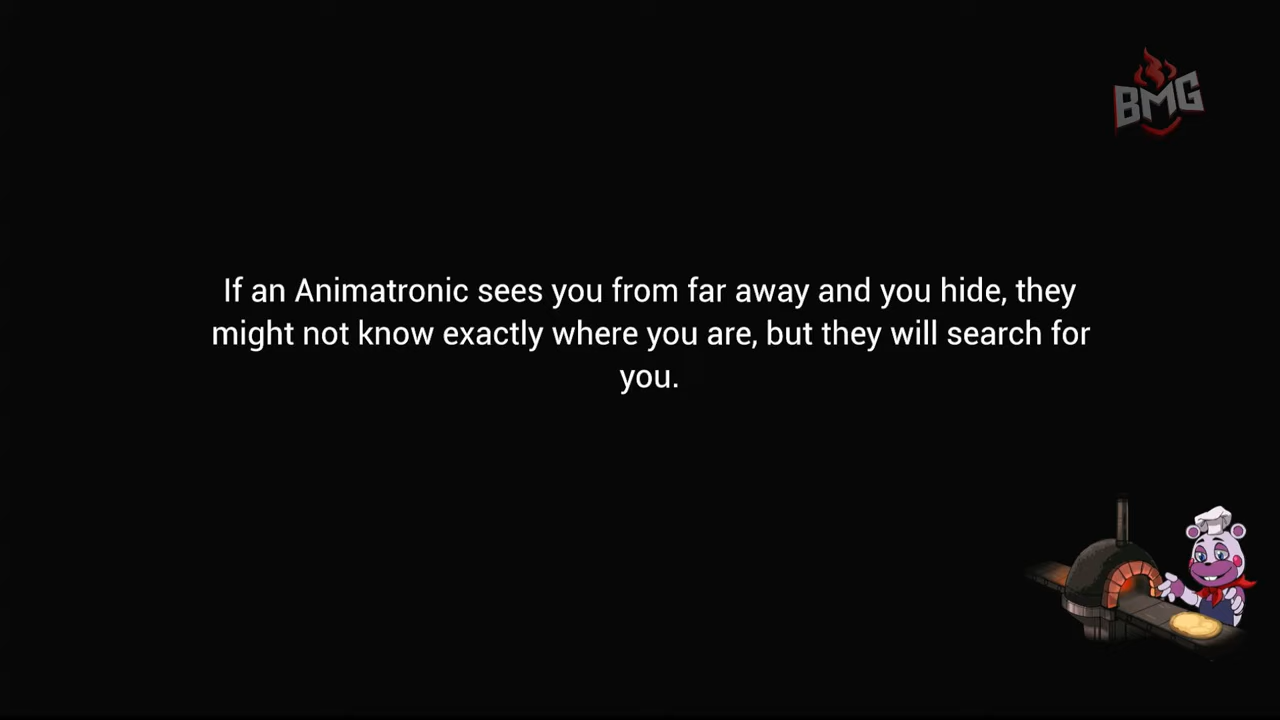 BMG
If an Animatronic sees you from far away and you hide, they
might not know exactly where you are, but they will search for
you.